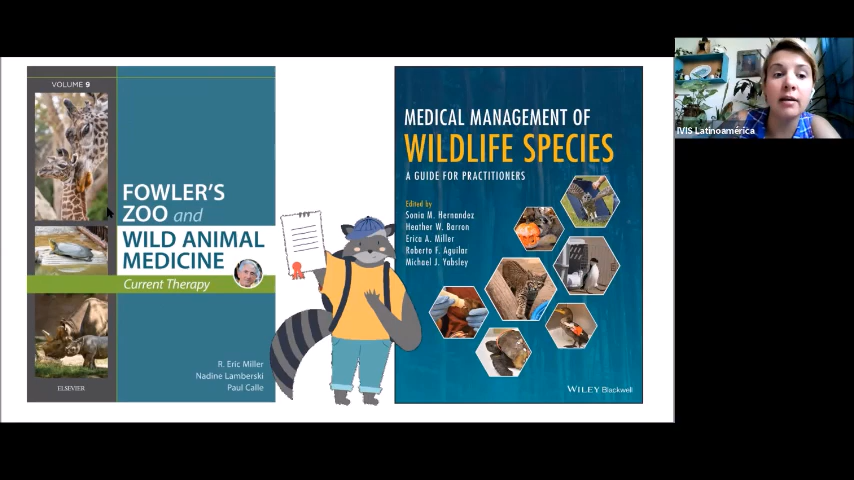 VOLUME 9
FOWLER'S
ZOO and
WILD ANIMAL
MEDICINE
Current Therapy
R. Eric Miller
Nadine Lamberski
Paul Calle
ELSEVIER
MEDICAL MANAGEMENT OF
WILDLIFE SPECIES
A GUIDE FOR PRACTITIONERS
Edited by
Sonia M. Hernandez
Heather W. Barron
Erica A. Miller
Roberto F. Aguilar
Michael J. Yabsley
WILEY Blackwell
IVIS Latinoamérica